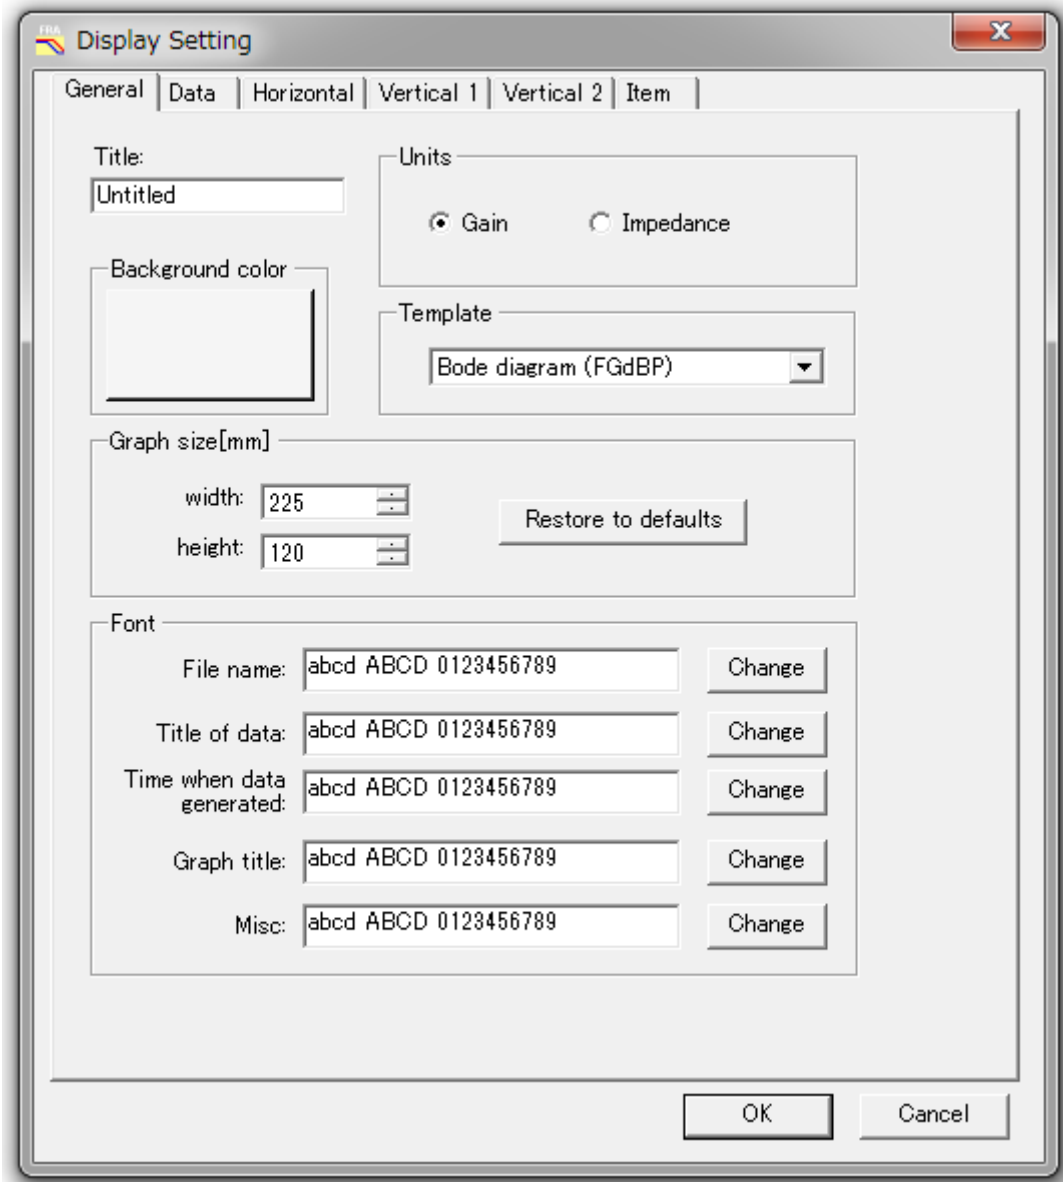 FRA
Display Setting
General Data Horizontal Vertical 1 Vertical 2 Item
Title:
Untitled
Units
Gain Impedance
Background color
Template
Bode diagram (FGdBP)
Graph size[mm]
width: 225
height: 120
Restore to defaults
Font
File name: abcd ABCD 0123456789 Change
Title of data: abcd ABCD 0123456789 Change
Time when data
generated: abcd ABCD 0123456789 Change
Graph title: abcd ABCD 0123456789 Change
Misc: abcd ABCD 0123456789 Change
OK Cancel